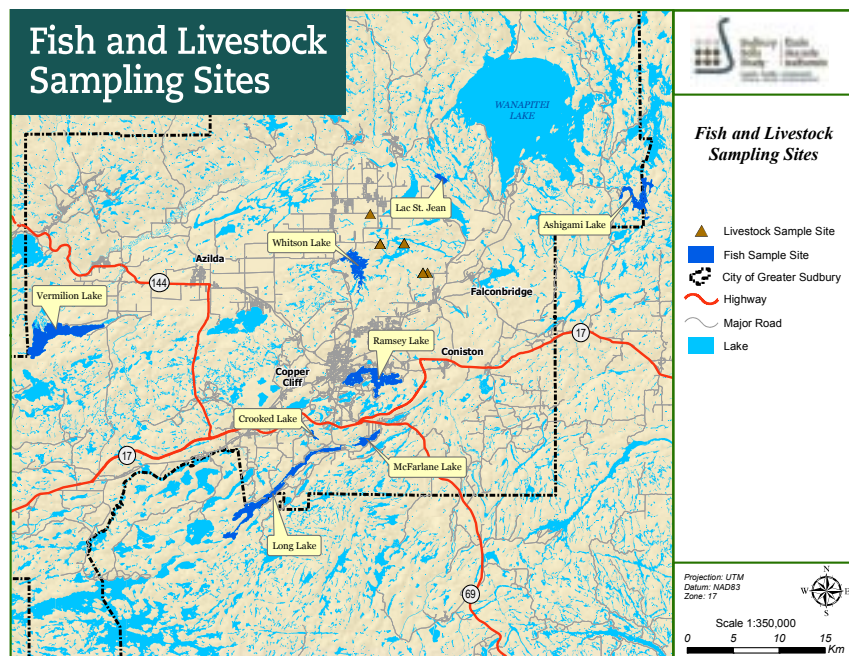 Fish and Livestock
Sampling Sites
WANAPITEI
LAKE
Lac St. Jean
Ashigami Lake
Whitson Lake
Azilda
144
Vermilion Lake
Falconbridge
17
Ramsey Lake
Coniston
Copper
Cliff
Crooked Lake
17
McFarlane Lake
Long Lake
69
Sudbury
Soils
Study
Fish and Livestock
Sampling Sites
Livestock Sample Site
Fish Sample Site
City of Greater Sudbury
Highway
Major Road
Lake
Projection: UTM
Datum: NAD83
Zone: 17
N
W
E
S
Scale 1:350,000
0 5 10 15
Km